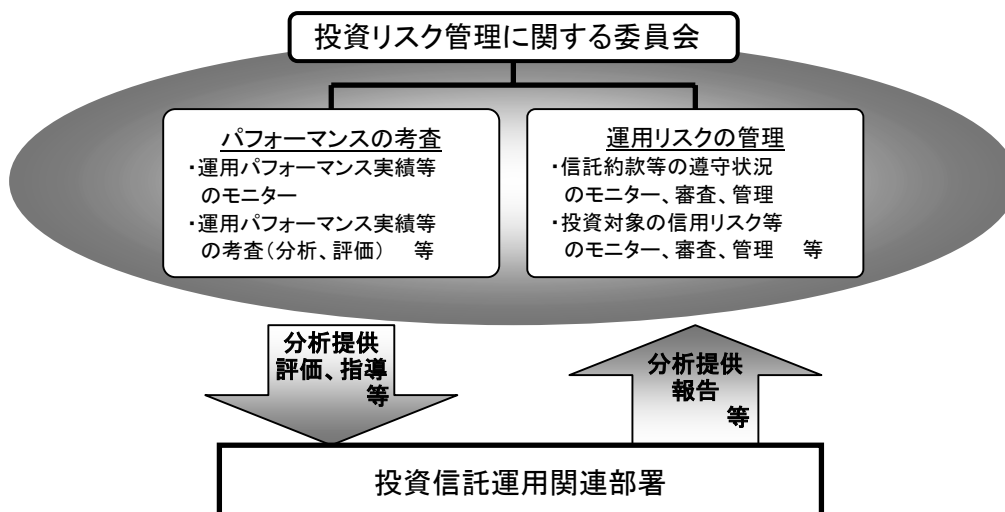 投資リスク管理に関する委員会
パフォーマンスの考査
・運用パフォーマンス実績等
のモニター
・運用パフォーマンス実績等
の考査(分析、評価)　等
運用リスクの管理
・信託約款等の遵守状況
のモニター、審査、管理
・投資対象の信用リスク等
のモニター、審査、管理　等
分析提供
評価、指導
等
分析提供
報告
等
投資信託運用関連部署